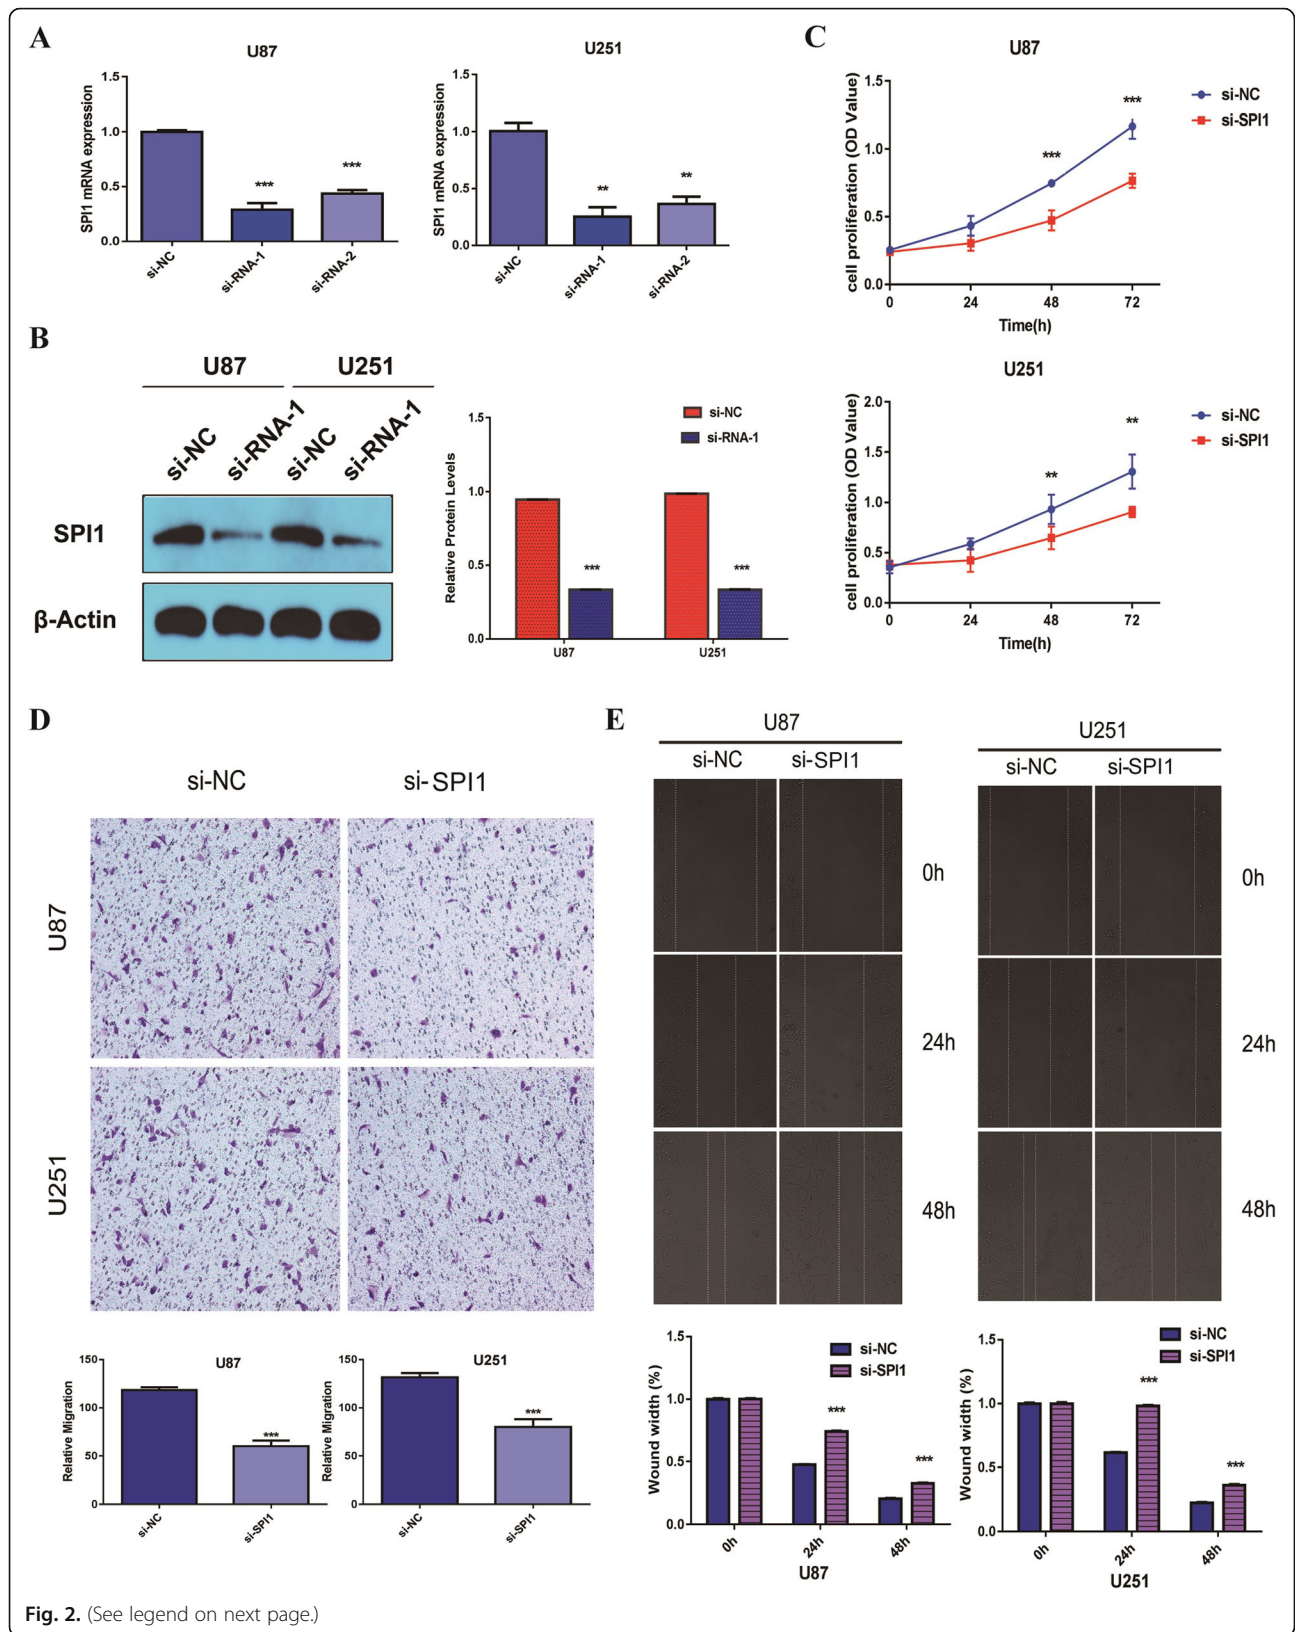 A
U87
SPI1 mRNA expression
1.5
1.0
0.5
0.0
***
***
si-NC
si-RNA-1
si-RNA-2
U251
SPI1 mRNA expression
1.5
1.0
0.5
0.0
**
**
si-NC
si-RNA-1
si-RNA-2
B
U87
U251
si-NC
si-RNA-1
si-NC
si-RNA-1
SPI1
β-Actin
Relative Protein Levels
1.5
1.0
0.5
0.0
si-NC
si-RNA-1
***
***
U87
U251
C
U87
cell proliferation (OD Value)
1.5
1.0
0.5
0.0
***
***
si-NC
si-SPI1
0
24
48
72
Time(h)
U251
cell proliferation (OD Value)
2.0
1.5
1.0
0.5
0.0
**
**
si-NC
si-SPI1
0
24
48
72
Time(h)
D
si-NC
si-SPI1
U87
U251
U87
Relative Migration
150
100
50
0
***
si-NC
si-SPI1
U251
Relative Migration
150
100
50
0
***
si-NC
si-SPI1
E
U87
si-NC
si-SPI1
0h
24h
48h
U251
si-NC
si-SPI1
0h
24h
48h
Wound width (%)
1.5
1.0
0.5
0.0
si-NC
si-SPI1
***
***
0h
24h
48h
U87
Wound width (%)
1.5
1.0
0.5
0.0
si-NC
si-SPI1
***
***
0h
24h
48h
U251
Fig. 2. (See legend on next page.)